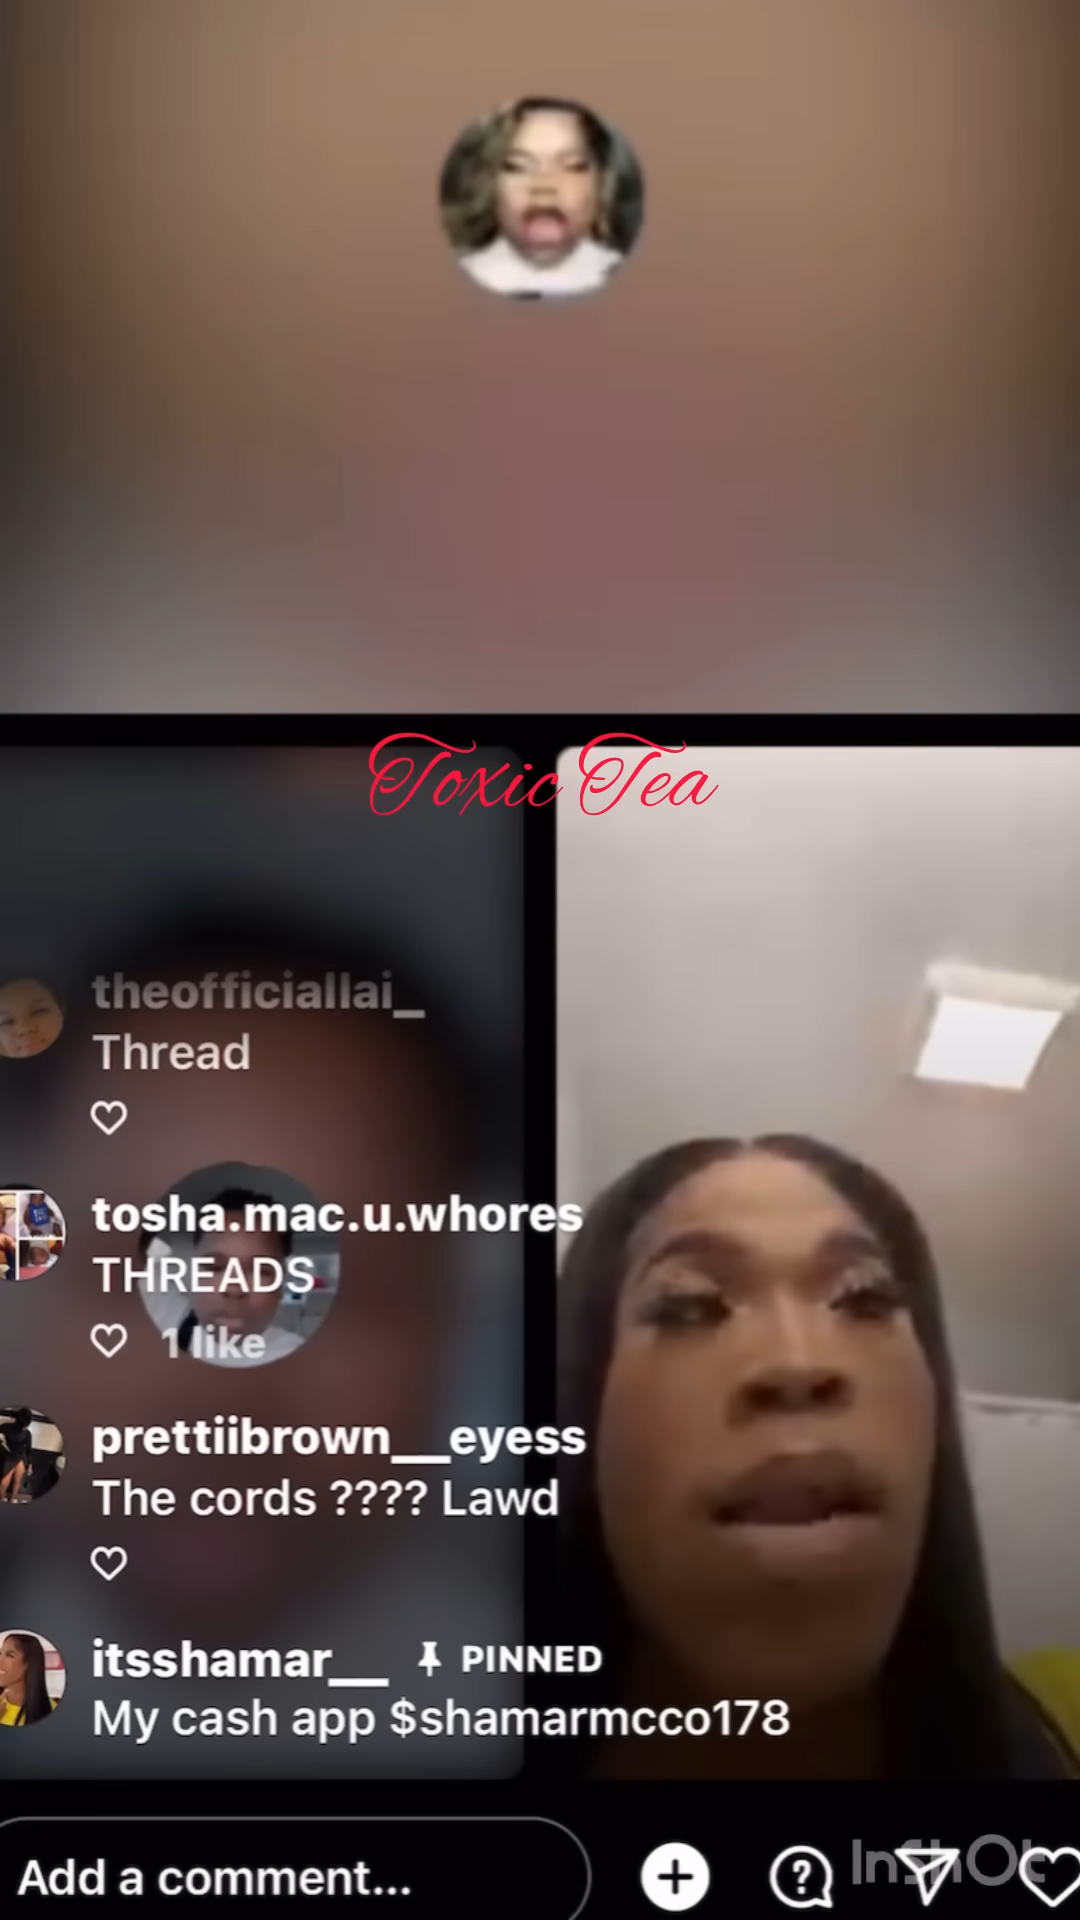 Toxic Tea
theofficiallai_
Thread
tosha.mac.u.whores
THREADS
1 like
prettiibrown__eyess
The cords ???? Lawd
itsshamar__ PINNED
My cash app $shamarmcco178
Add a comment...
InShOt